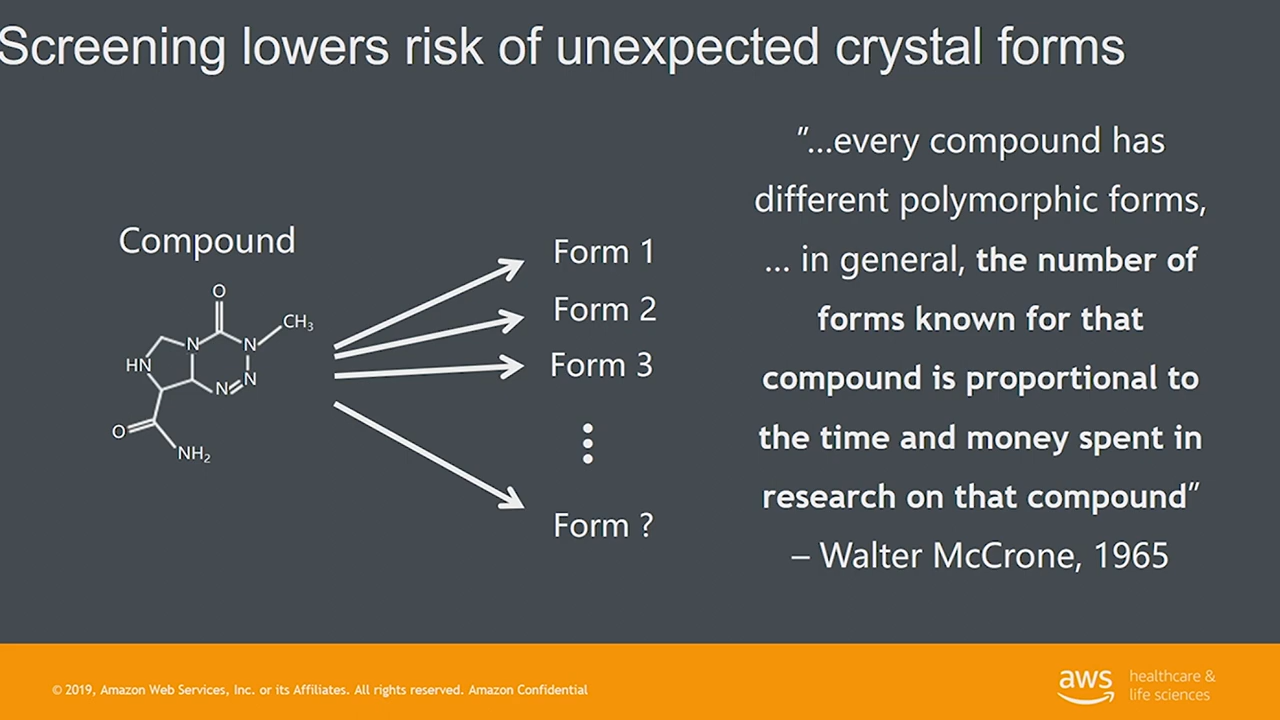 Screening lowers risk of unexpected crystal forms
Compound
O
CH₃
N
N
HN
N
N
O
NH₂
Form 1
Form 2
Form 3
Form ?
"...every compound has
different polymorphic forms,
... in general, the number of
forms known for that
compound is proportional to
the time and money spent in
research on that compound"
– Walter McCrone, 1965
© 2019, Amazon Web Services, Inc. or its Affiliates. All rights reserved. Amazon Confidential
aws
healthcare &
life sciences